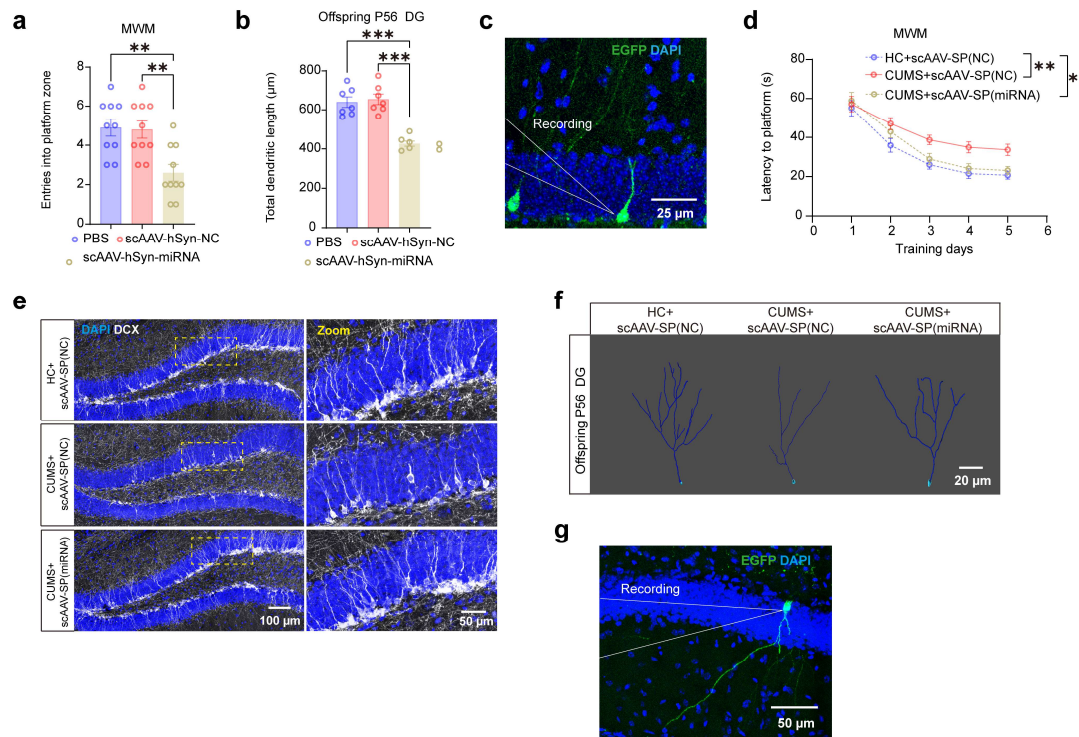 a
MWM
**
**
Entries into platform zone
6
4
2
0
PBS
scAAV-hSyn-NC
scAAV-hSyn-miRNA
b
Offspring P56 DG
***
***
Total dendritic length (µm)
800
600
400
200
0
PBS
scAAV-hSyn-NC
scAAV-hSyn-miRNA
c
EGFP DAPI
Recording
25 µm
d
MWM
HC+scAAV-SP(NC)
CUMS+scAAV-SP(NC)
CUMS+scAAV-SP(miRNA)
**
*
Latency to platform (s)
80
60
40
20
0
0 1 2 3 4 5 6
Training days
e
HC+
scAAV-SP(NC)
DAPI DCX
Zoom
CUMS+
scAAV-SP(NC)
CUMS+
scAAV-SP(miRNA)
100 µm
50 µm
f
HC+
scAAV-SP(NC)
CUMS+
scAAV-SP(NC)
CUMS+
scAAV-SP(miRNA)
Offspring P56 DG
20 µm
g
EGFP DAPI
Recording
50 µm